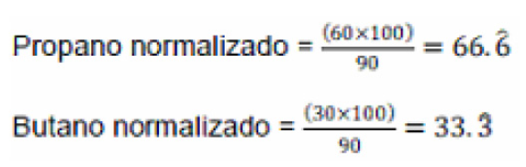 Propano normalizado = (60×100)/90 = 66.6̂
Butano normalizado = (30×100)/90 = 33.3̂